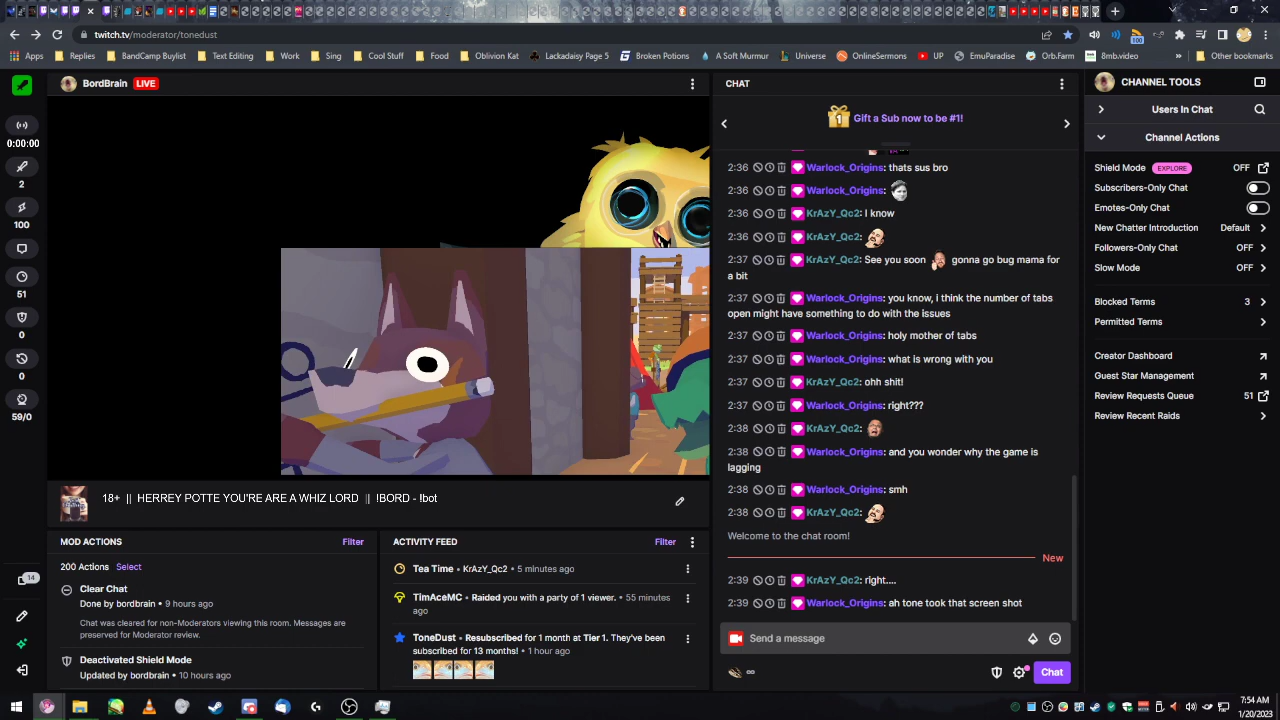 twitch.tv/moderator/tonedust
100
Apps
Replies
BandCamp Buylist
Text Editing
Work
Sing
Cool Stuff
Food
Oblivion Kat
Lackadaisy Page 5
Broken Potions
A Soft Murmur
Universe
OnlineSermons
UP
EmuParadise
Orb.Farm
8mb.video
»
Other bookmarks
BordBrain LIVE
0:00:00
2
100
51
0
0
59/0
14
18+ || HERREY POTTE YOU'RE ARE A WHIZ LORD || !BORD - !bot
MOD ACTIONS
Filter
200 Actions Select
Clear Chat
Done by bordbrain • 9 hours ago
Chat was cleared for non-Moderators viewing this room. Messages are
preserved for Moderator review.
Deactivated Shield Mode
Updated by bordbrain • 10 hours ago
ACTIVITY FEED
Filter
Tea Time • KrAzY_Qc2 • 5 minutes ago
TimAceMC • Raided you with a party of 1 viewer. • 55 minutes
ago
ToneDust • Resubscribed for 1 month at Tier 1. They've been
subscribed for 13 months! • 1 hour ago
CHAT
1
Gift a Sub now to be #1!
2:36 Warlock_Origins: thats sus bro
2:36 Warlock_Origins:
2:36 KrAzY_Qc2: I know
2:36 KrAzY_Qc2:
2:37 KrAzY_Qc2: See you soon gonna go bug mama for
a bit
2:37 Warlock_Origins: you know, i think the number of tabs
open might have something to do with the issues
2:37 Warlock_Origins: holy mother of tabs
2:37 Warlock_Origins: what is wrong with you
2:37 KrAzY_Qc2: ohh shit!
2:37 Warlock_Origins: right???
2:38 KrAzY_Qc2:
2:38 Warlock_Origins: and you wonder why the game is
lagging
2:38 Warlock_Origins: smh
2:38 KrAzY_Qc2:
Welcome to the chat room!
New
2:39 KrAzY_Qc2: right....
2:39 Warlock_Origins: ah tone took that screen shot
Send a message
∞
Chat
CHANNEL TOOLS
Users In Chat
Channel Actions
Shield Mode EXPLORE OFF
Subscribers-Only Chat
Emotes-Only Chat
New Chatter Introduction Default
Followers-Only Chat OFF
Slow Mode OFF
Blocked Terms 3
Permitted Terms
Creator Dashboard
Guest Star Management
Review Requests Queue 51
Review Recent Raids
7:54 AM
1/20/2023